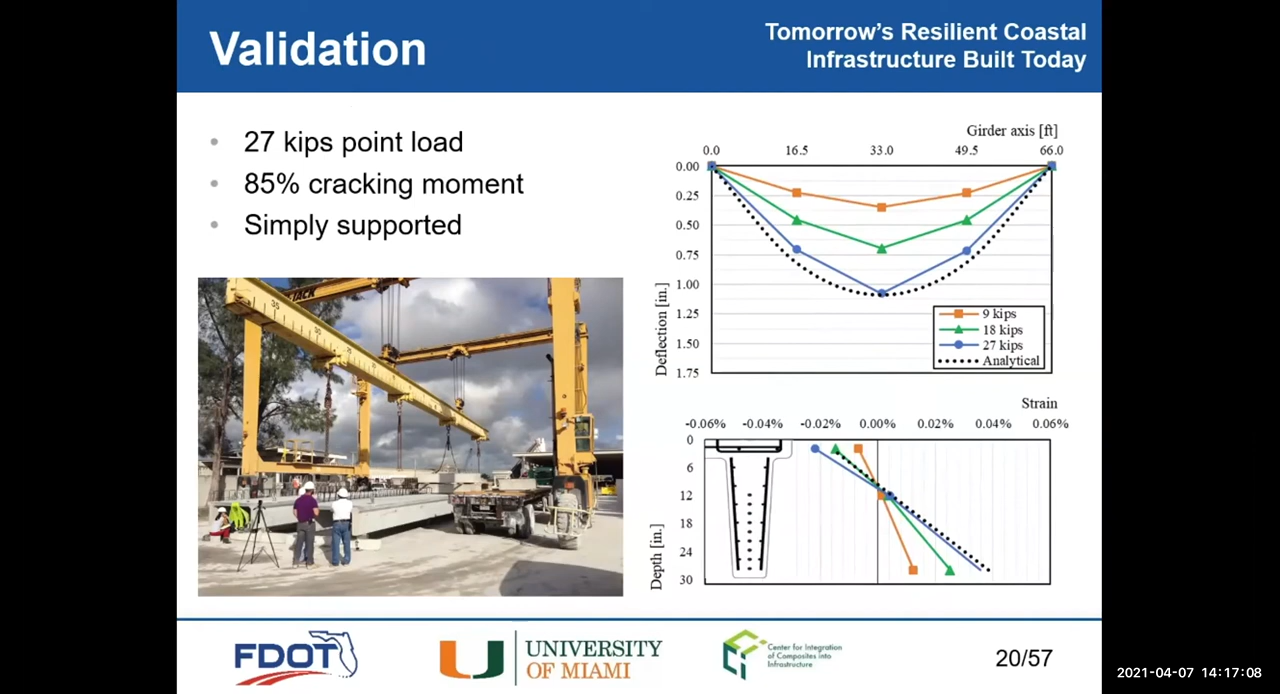 Validation
Tomorrow's Resilient Coastal
Infrastructure Built Today
• 27 kips point load
• 85% cracking moment
• Simply supported
Girder axis [ft]
0.0 16.5 33.0 49.5 66.0
0.00
0.25
0.50
0.75
1.00
1.25
1.50
1.75
Deflection [in.]
9 kips
18 kips
27 kips
Analytical
Strain
-0.06% -0.04% -0.02% 0.00% 0.02% 0.04% 0.06%
0
6
12
18
24
30
Depth [in.]
35
30
FDOT
U
UNIVERSITY
OF MIAMI
Center for Integration
of Composites into
Infrastructure
20/57
2021-04-07 14:17:08